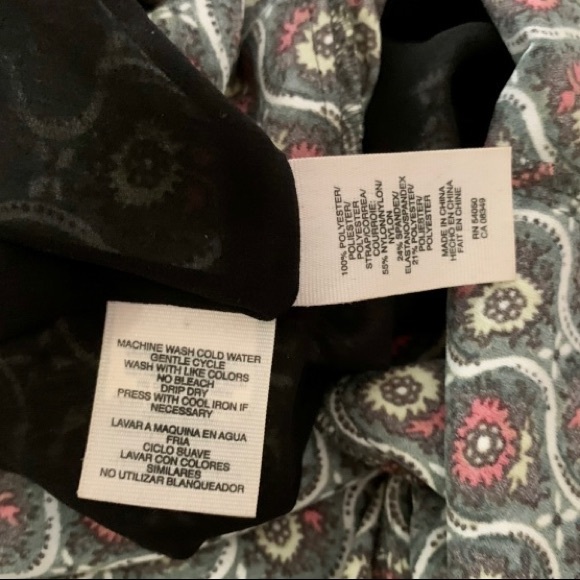 100% POLYESTER/
POLIESTER/
POLYESTER
STRAP/CORREA/
COURROIE:
55% NYLON/NYLON/
NYLON
24% SPANDEX/
ELASTANO/SPANDEX
21% POLYESTER/
POLIESTER/
POLYESTER
MADE IN CHINA
HECHO EN CHINA
FAIT EN CHINE
RN 54050
CA 08349
MACHINE WASH COLD WATER
GENTLE CYCLE
WASH WITH LIKE COLORS
NO BLEACH
DRIP DRY
PRESS WITH COOL IRON IF
NECESSARY
LAVAR A MAQUINA EN AGUA
FRIA
CICLO SUAVE
LAVAR CON COLORES
SIMILARES
NO UTILIZAR BLANQUEADOR